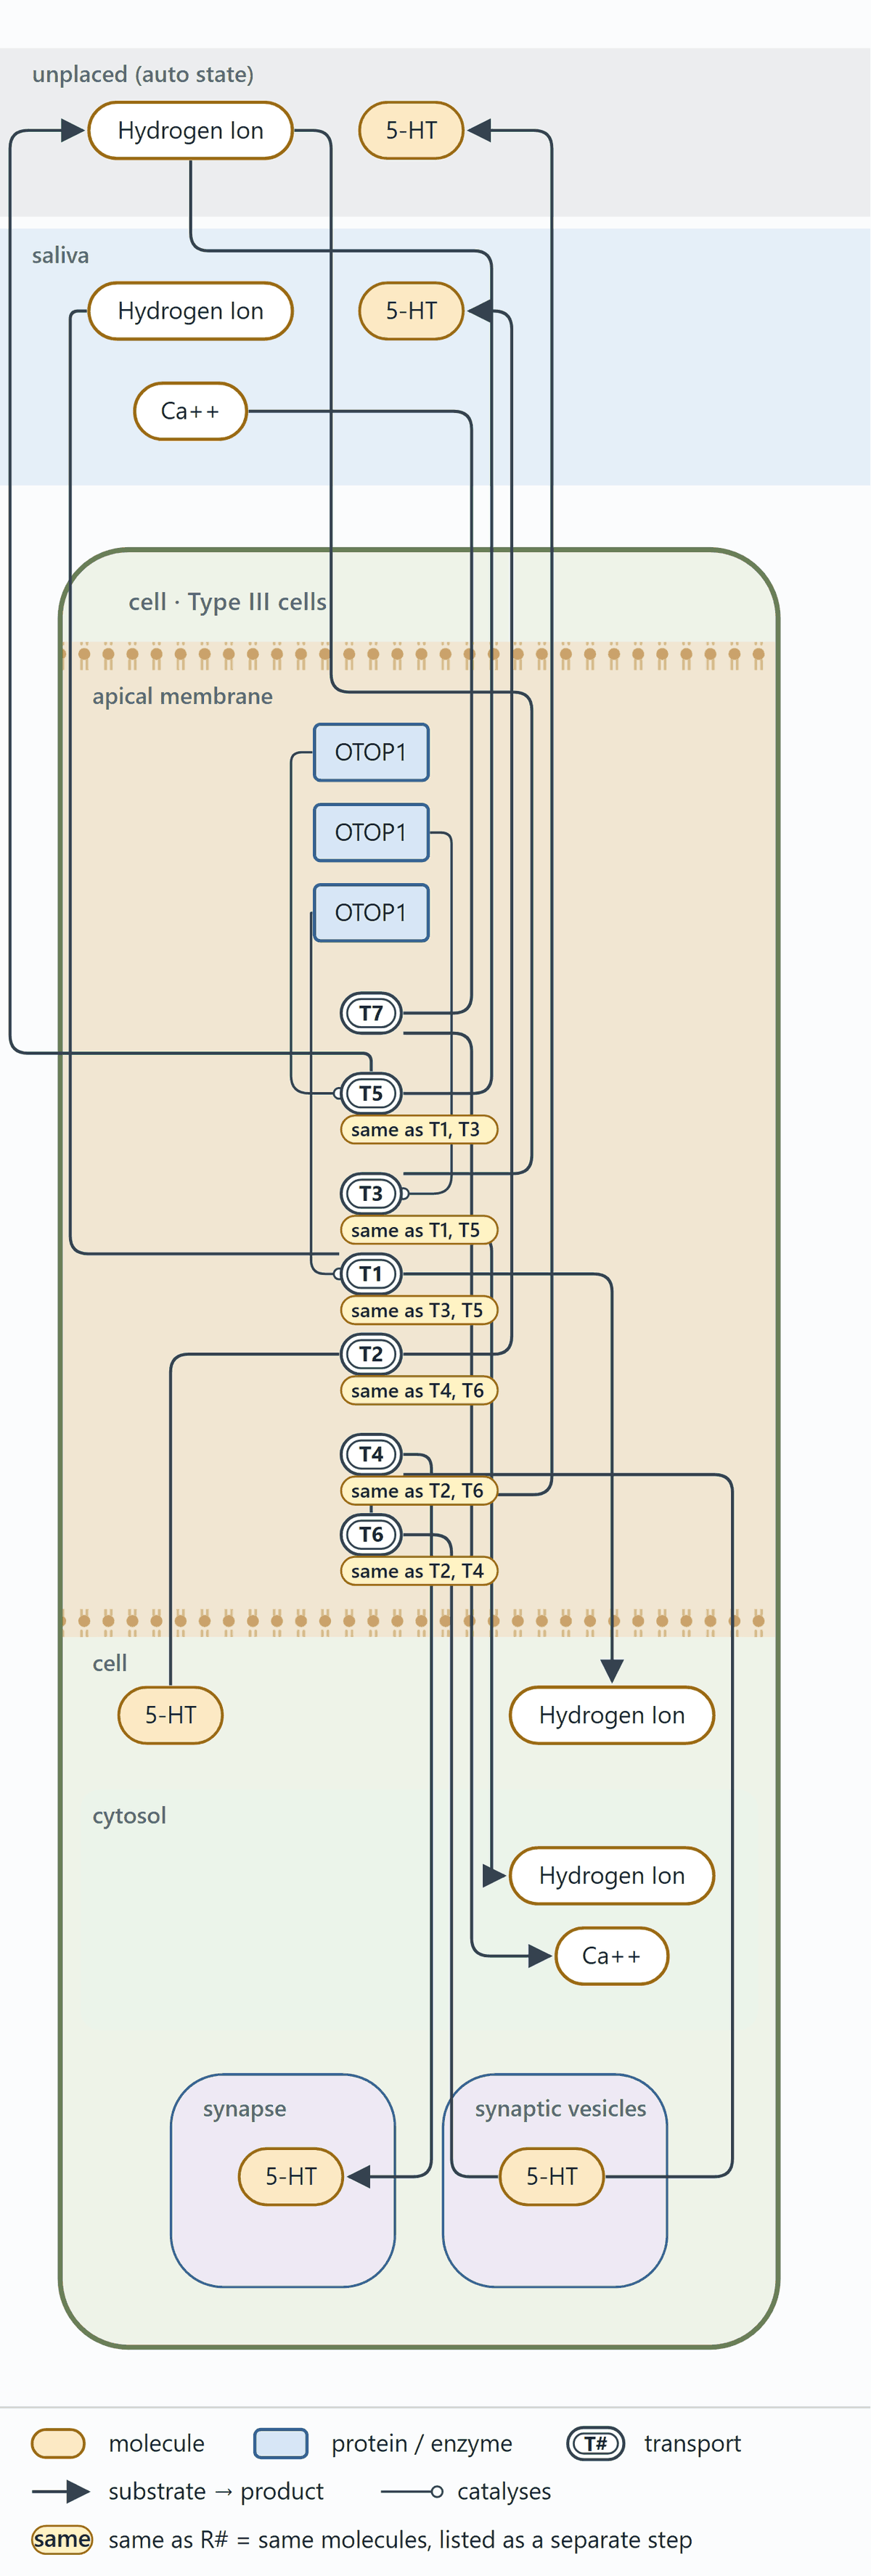 unplaced (auto state)
Hydrogen Ion
5-HT
saliva
Hydrogen Ion
5-HT
Ca++
cell · Type III cells
apical membrane
OTOP1
OTOP1
OTOP1
T7
T5
same as T1, T3
T3
same as T1, T5
T1
same as T3, T5
T2
same as T4, T6
T4
same as T2, T6
T6
same as T2, T4
cell
5-HT
Hydrogen Ion
cytosol
Hydrogen Ion
Ca++
synapse
synaptic vesicles
5-HT
5-HT
molecule
protein / enzyme
T#
transport
substrate → product
catalyses
same
same as R# = same molecules, listed as a separate step